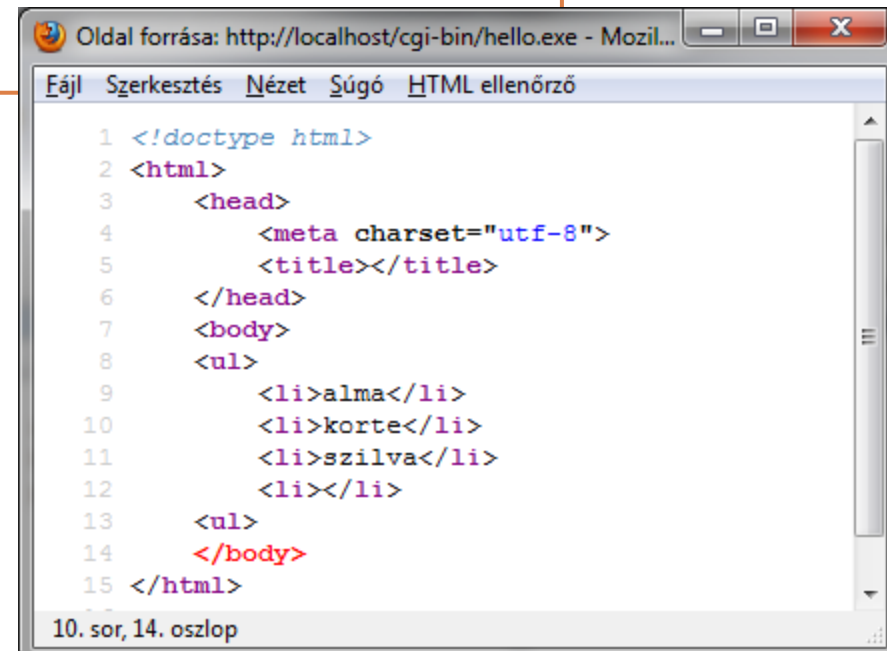 Oldal forrása: http://localhost/cgi-bin/hello.exe - Mozil...
Fájl Szerkesztés Nézet Súgó HTML ellenőrző
1 <!doctype html>
2 <html>
3 <head>
4 <meta charset="utf-8">
5 <title></title>
6 </head>
7 <body>
8 <ul>
9 <li>alma</li>
10 <li>korte</li>
11 <li>szilva</li>
12 <li></li>
13 <ul>
14 </body>
15 </html>
10. sor, 14. oszlop